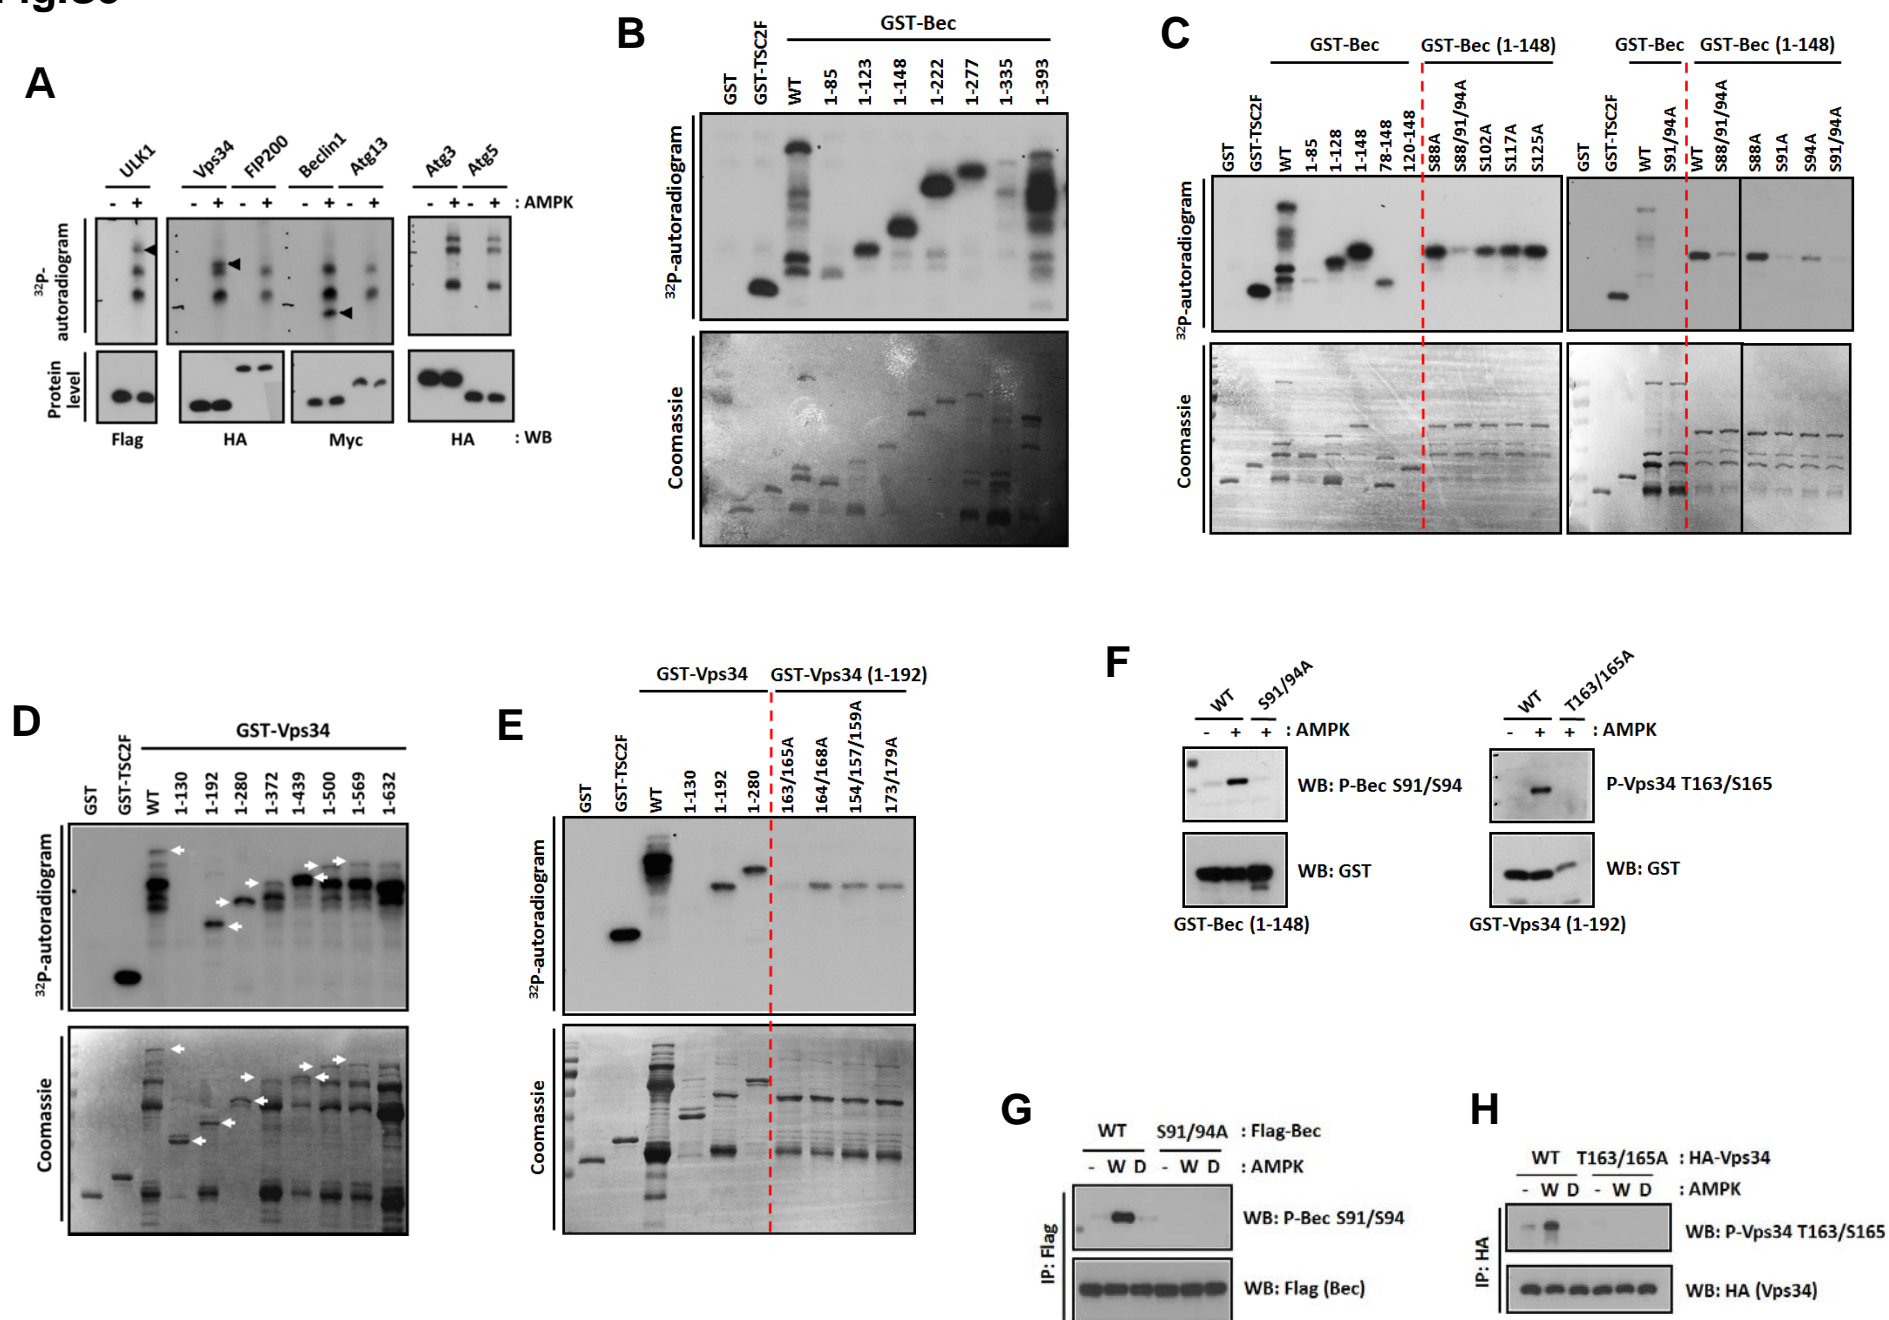 A
ULK1 Vps34 FIP200 Beclin1 Atg13 Atg3 Atg5
- + - + - + - + - + - + - + : AMPK
32P-autoradiogram
Protein level
Flag HA Myc HA : WB
B
GST-Bec
GST GST-TSC2F WT 1-85 1-123 1-148 1-222 1-277 1-335 1-393
32P-autoradiogram
Coomassie
C
GST-Bec GST-Bec (1-148) GST-Bec GST-Bec (1-148)
GST GST-TSC2F WT 1-85 1-128 1-148 78-148 120-148 S88A S88/91/94A S102A S117A S125A GST GST-TSC2F WT S91/94A WT S88/91/94A S88A S91A S94A S91/94A
32P-autoradiogram
Coomassie
D
GST-Vps34
GST GST-TSC2F WT 1-130 1-192 1-280 1-372 1-439 1-500 1-569 1-632
32P-autoradiogram
Coomassie
E
GST-Vps34 GST-Vps34 (1-192)
GST GST-TSC2F WT 1-130 1-192 1-280 163/165A 164/168A 154/157/159A 173/179A
32P-autoradiogram
Coomassie
F
WT S91/94A WT T163/165A
- + + : AMPK - + + : AMPK
WB: P-Bec S91/S94 P-Vps34 T163/S165
WB: GST WB: GST
GST-Bec (1-148) GST-Vps34 (1-192)
G
WT S91/94A : Flag-Bec
- W D - W D : AMPK
IP: Flag
WB: P-Bec S91/S94
WB: Flag (Bec)
H
WT T163/165A : HA-Vps34
- W D - W D : AMPK
IP: HA
WB: P-Vps34 T163/S165
WB: HA (Vps34)